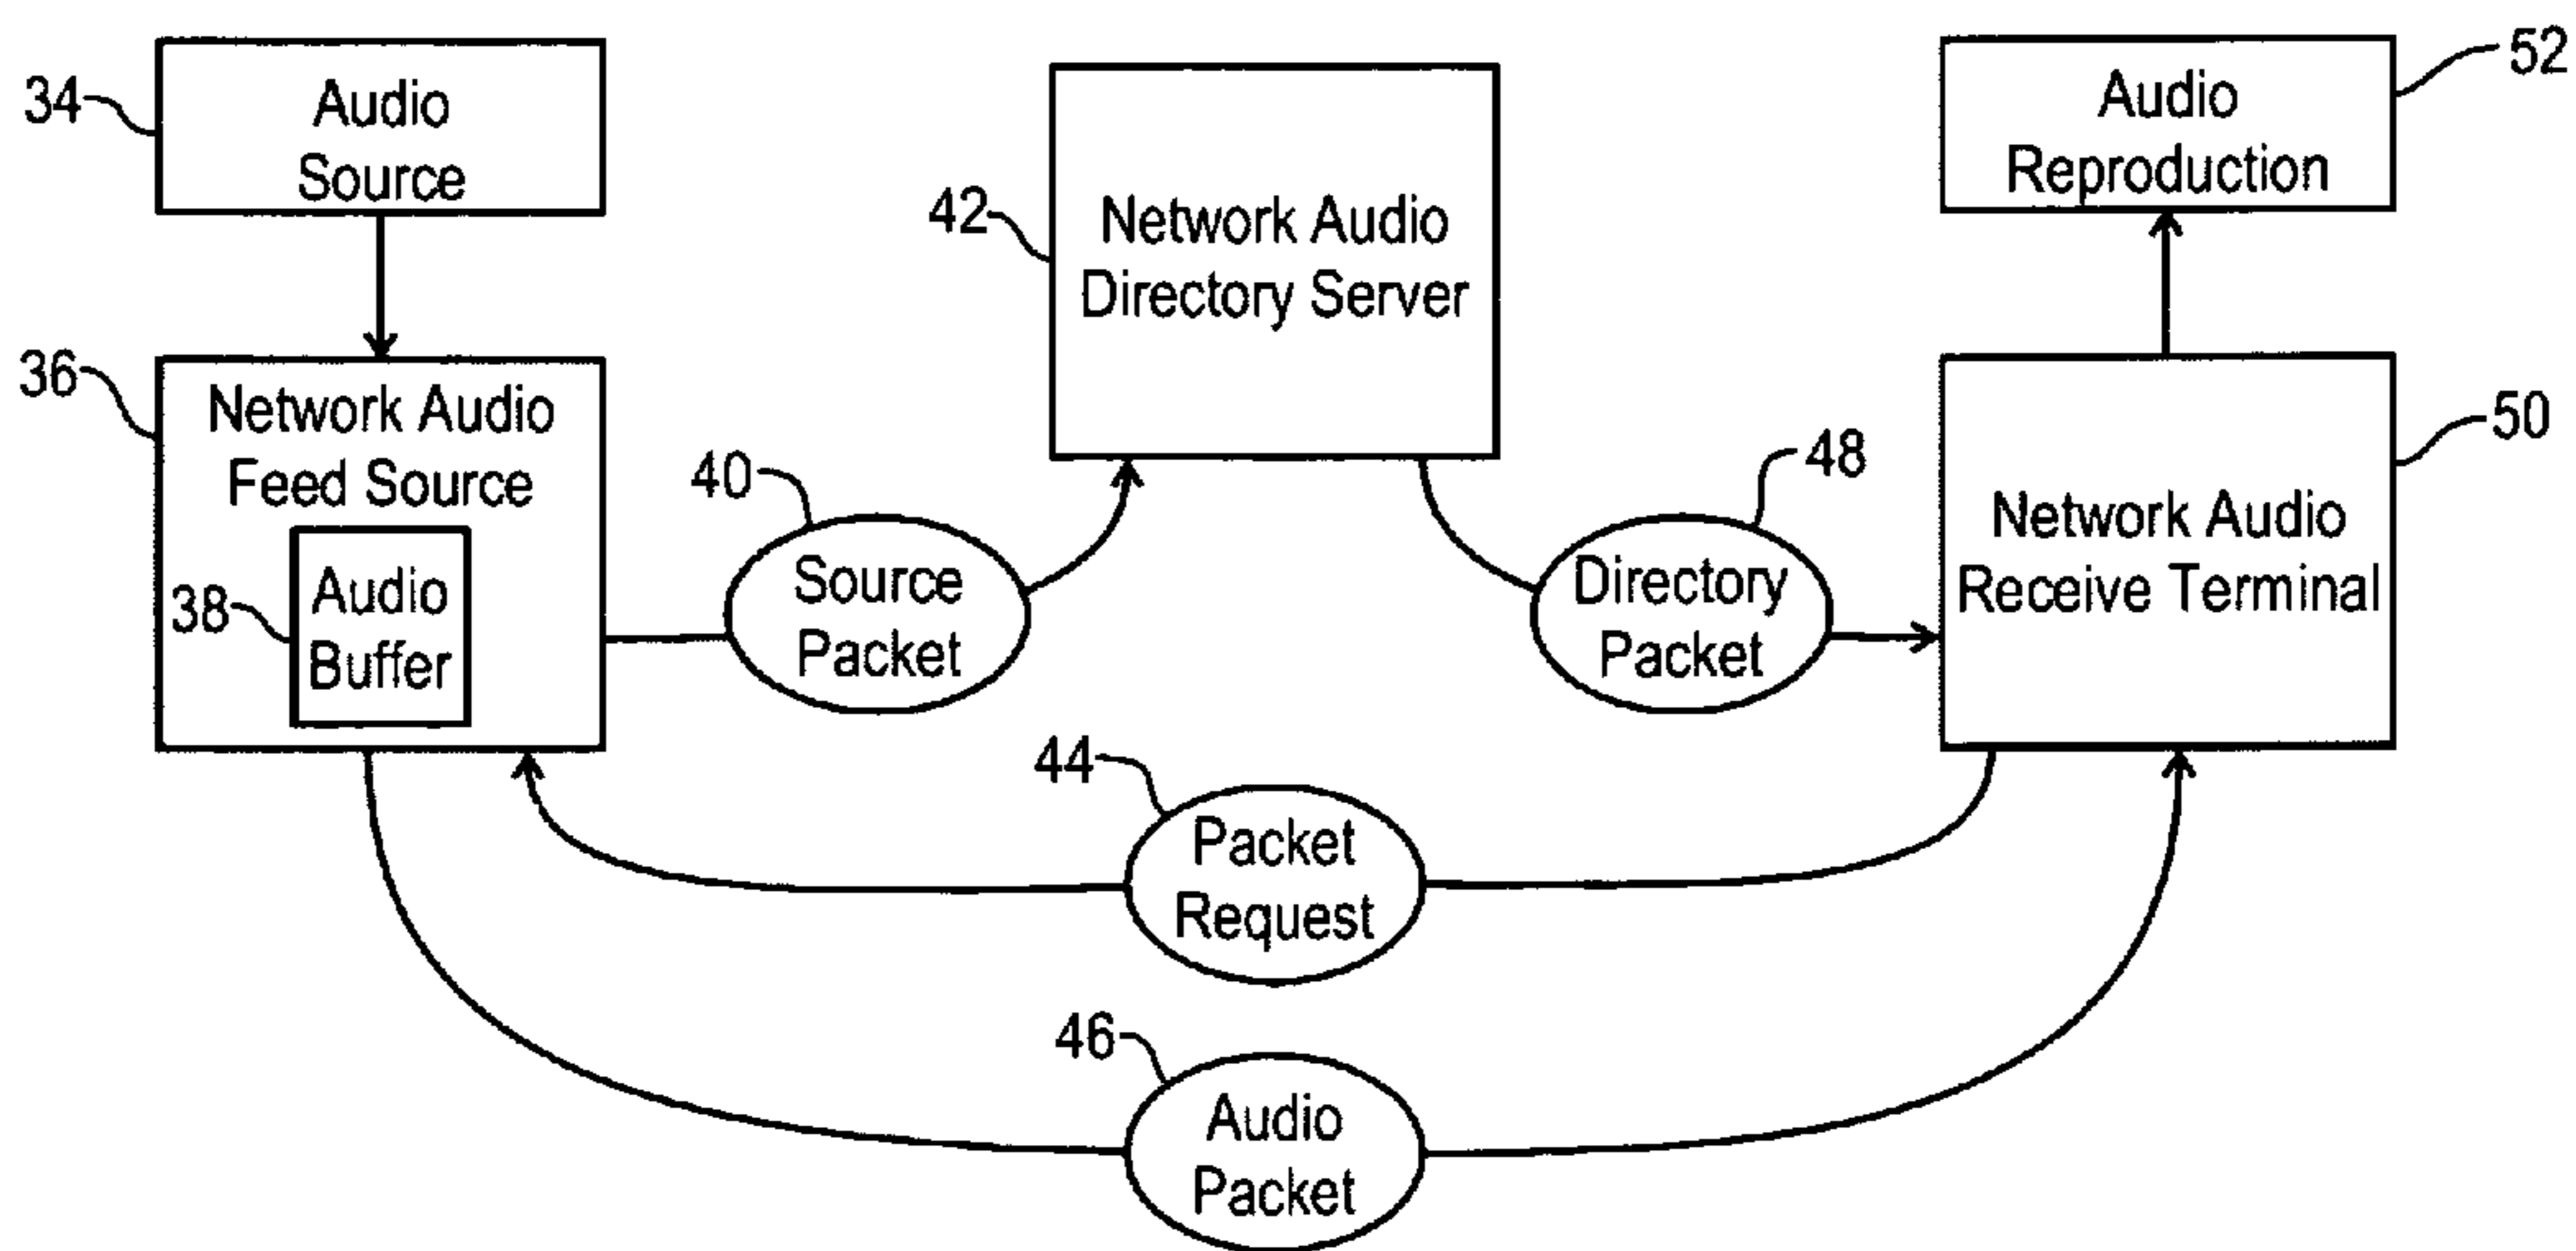 34
Audio
Source
42
Network Audio
Directory Server
52
Audio
Reproduction
36
Network Audio
Feed Source
38
Audio
Buffer
40
Source
Packet
48
Directory
Packet
50
Network Audio
Receive Terminal
44
Packet
Request
46
Audio
Packet